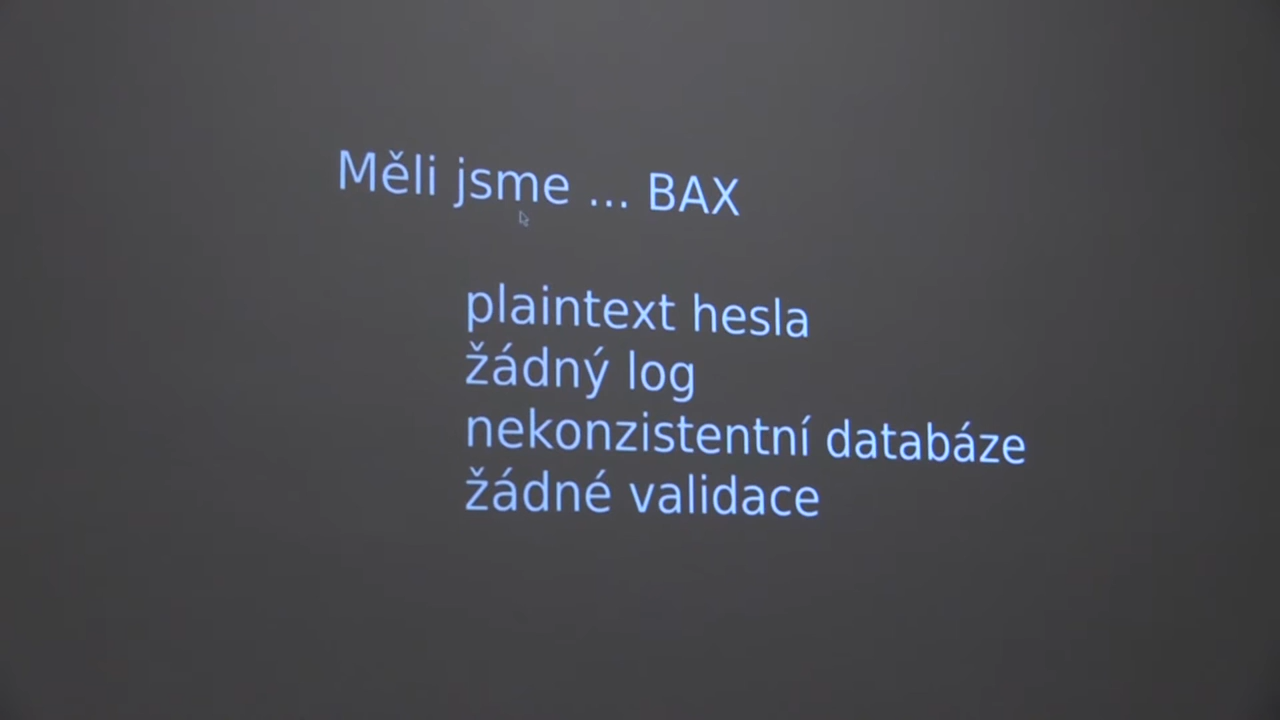 Měli jsme ... BAX
plaintext hesla
žádný log
nekonzistentní databáze
žádné validace